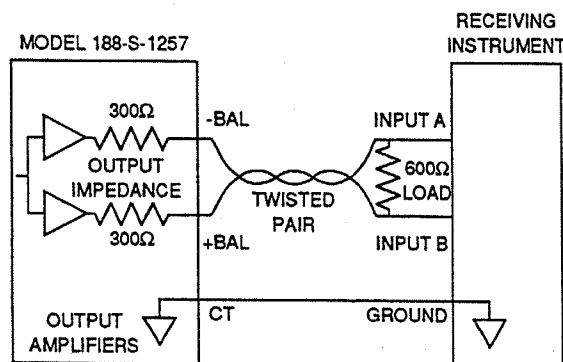 MODEL 188-S-1257
RECEIVING
INSTRUMENT
300Ω
-BAL
INPUT A
OUTPUT
IMPEDANCE
600Ω
LOAD
TWISTED
PAIR
300Ω
+BAL
INPUT B
OUTPUT
AMPLIFIERS
CT
GROUND